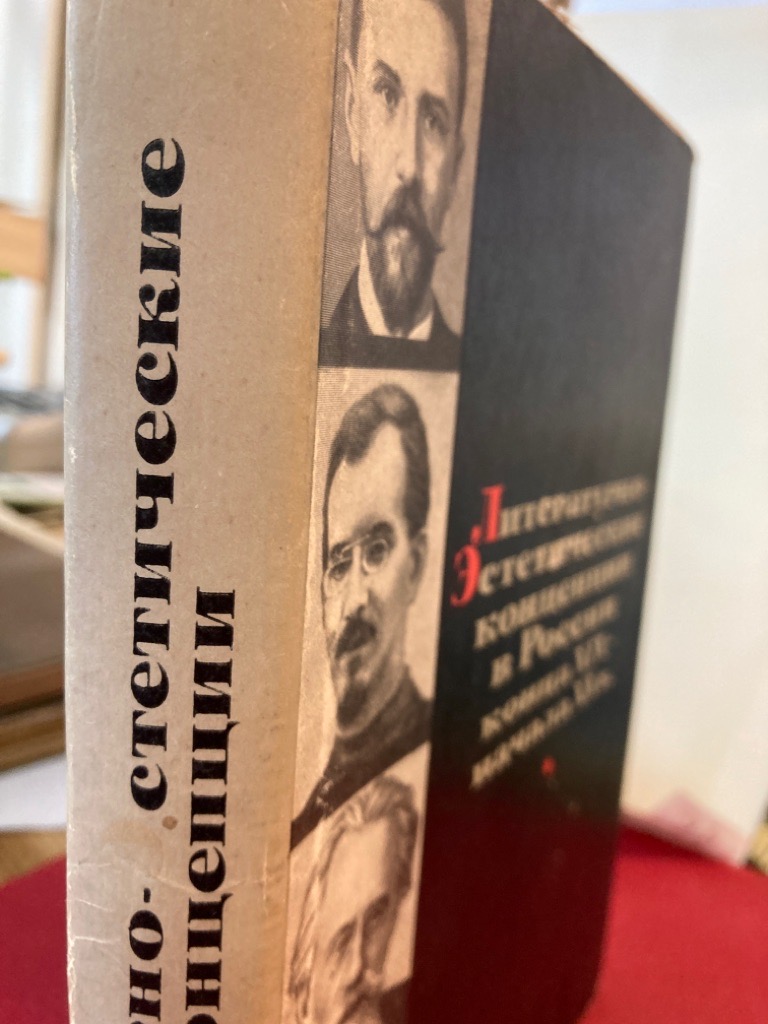 стетические
но-
онцепции
Литературно-
Эстетические
концепции
в России
конца XIX-
начала XX в.